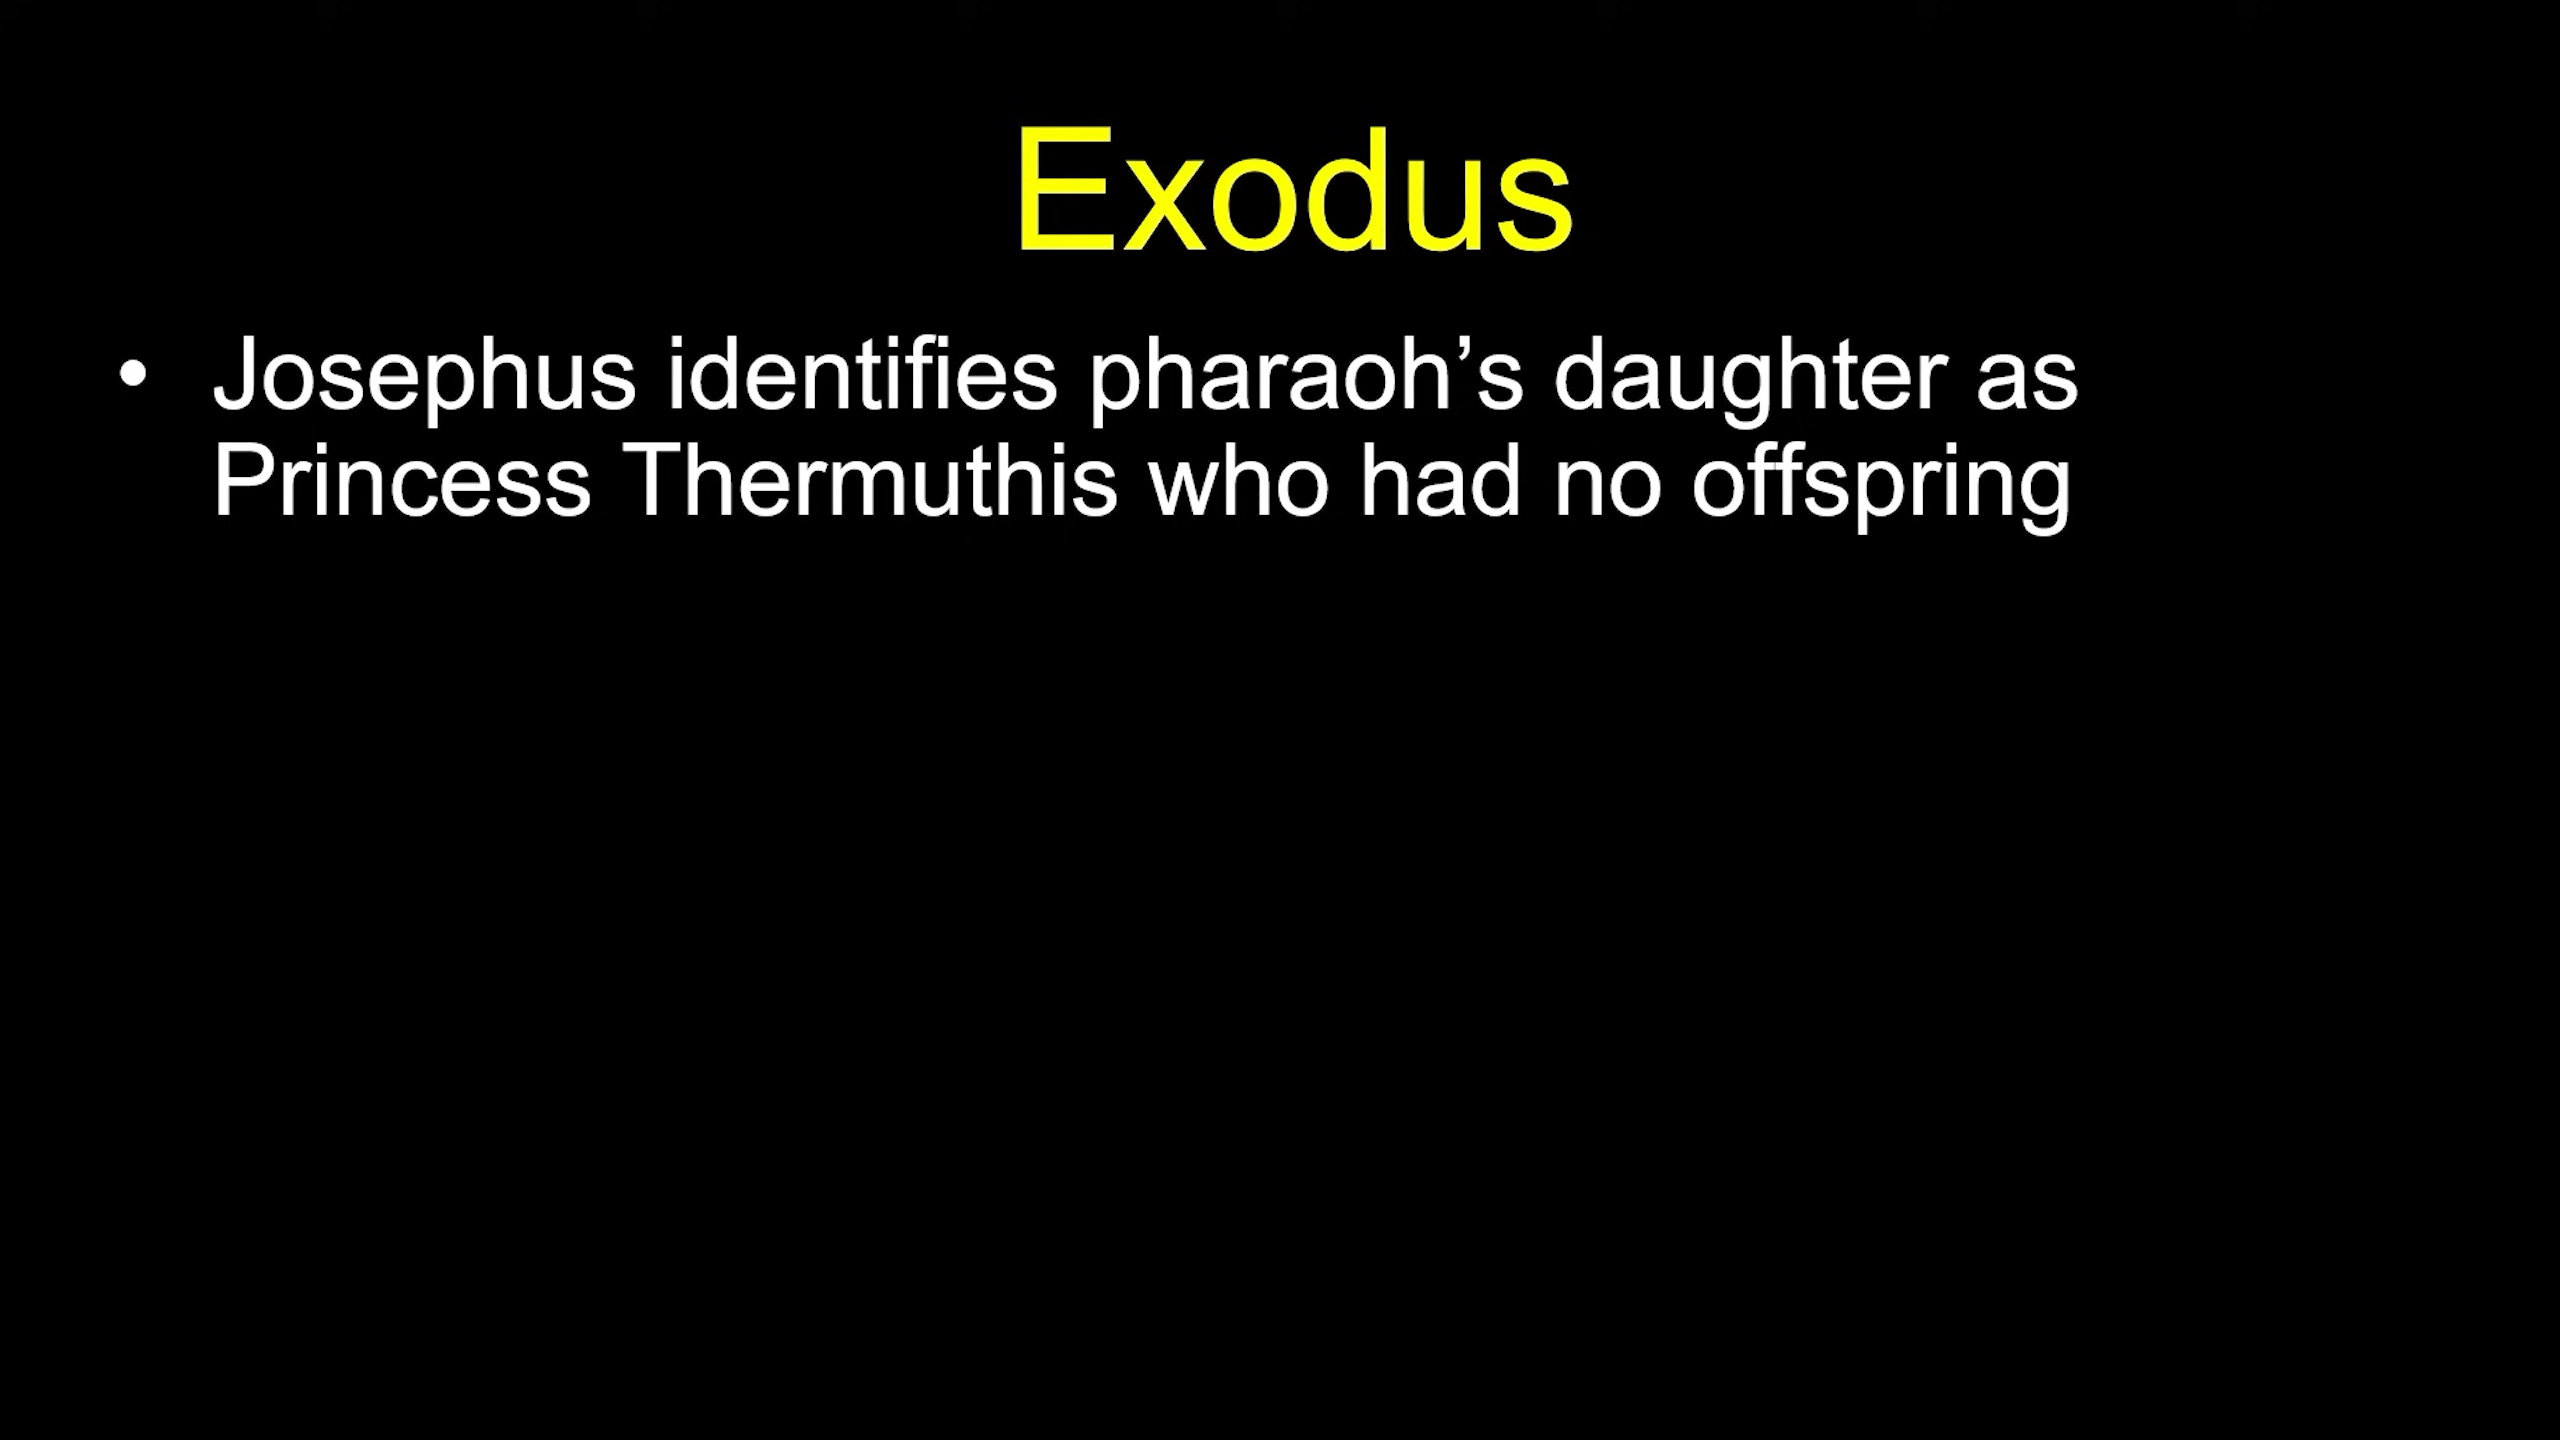 Exodus
• Josephus identifies pharaoh’s daughter as
Princess Thermuthis who had no offspring